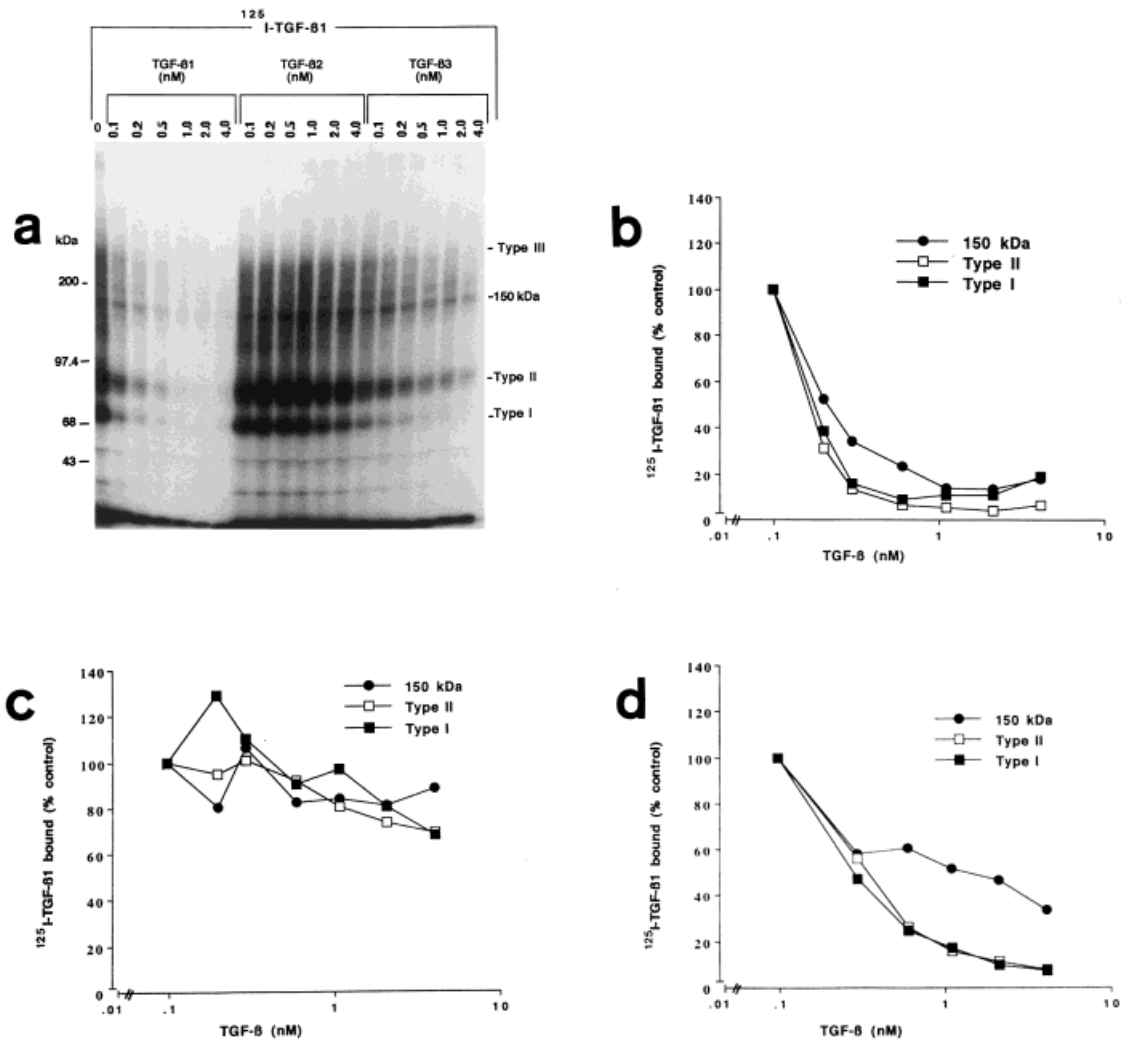 125
I-TGF-ß1
TGF-ß1 (nM)
TGF-ß2 (nM)
TGF-ß3 (nM)
0 0.1 0.2 0.5 1.0 2.0 4.0 0.1 0.2 0.5 1.0 2.0 4.0 0.1 0.2 0.5 1.0 2.0 4.0
a
kDa
200 -
97.4 -
68 -
43 -
- Type III
-150 kDa
-Type II
-Type I
b
125I-TGF-ß1 bound (% control)
140
120
100
80
60
40
20
0
150 kDa
Type II
Type I
.01 .1 1 10
TGF-ß (nM)
c
125I-TGF-ß1 bound (% control)
140
120
100
80
60
40
20
0
150 kDa
Type II
Type I
.01 .1 1 10
TGF-ß (nM)
d
125I-TGF-ß1 bound (% control)
140
120
100
80
60
40
20
0
150 kDa
Type II
Type I
.01 .1 1 10
TGF-ß (nM)